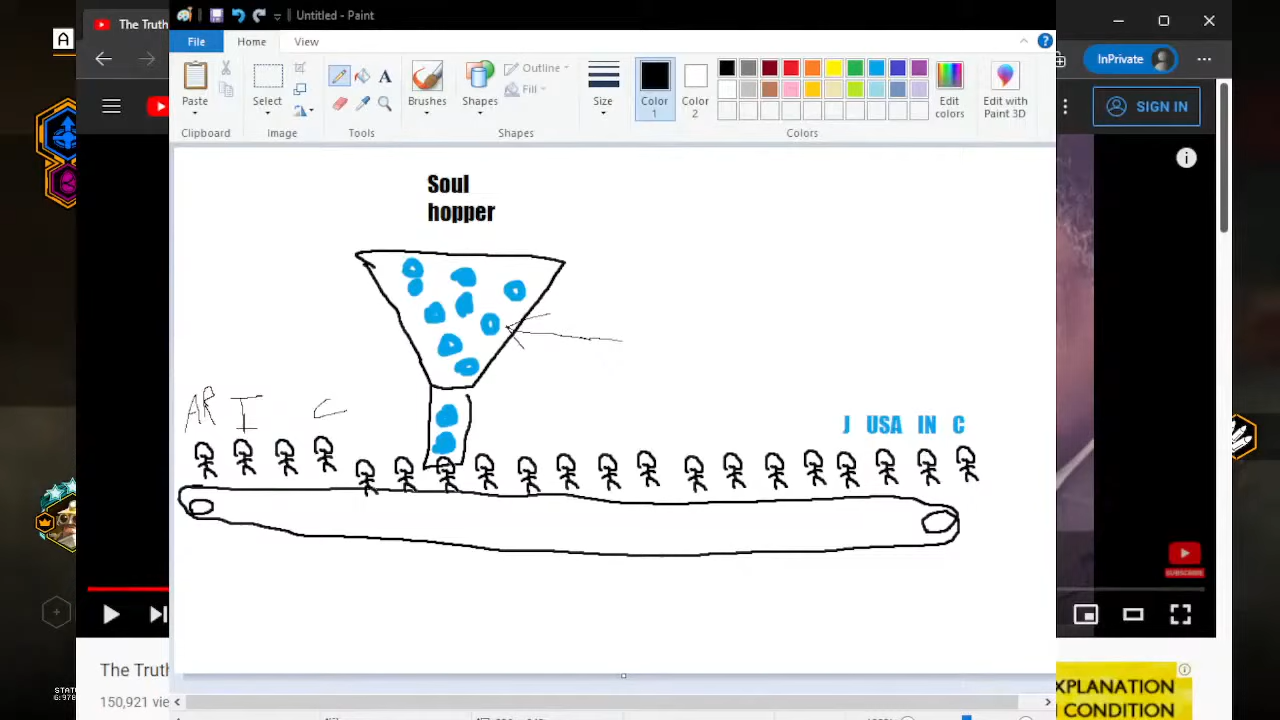 A
The Truth
Untitled - Paint
InPrivate
File
Home
View
Paste
Select
Brushes
Shapes
Outline
Fill
Size
Color
1
Color
2
Edit
colors
Edit with
Paint 3D
Clipboard
Image
Tools
Shapes
Colors
SIGN IN
Soul
hopper
AR I C
J USA IN C
SUBSCRIBE
The Truth
150,921 vie
XPLANATION
CONDITION